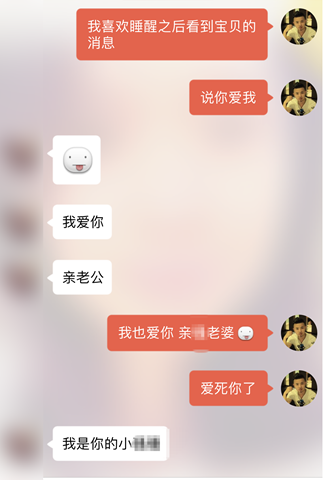 我喜欢睡醒之后看到宝贝的
消息
说你爱我
我爱你
亲老公
我也爱你 亲老婆
爱死你了
我是你的小